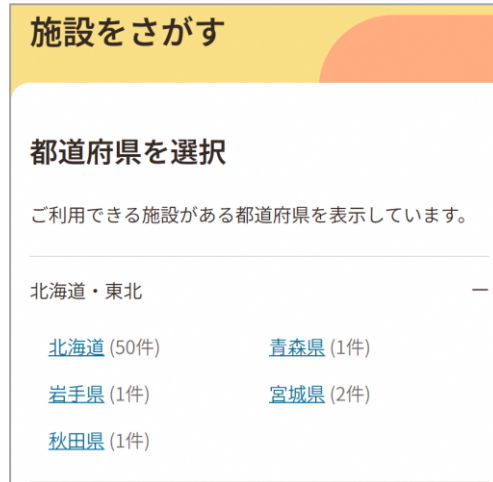 施設をさがす
都道府県を選択
ご利用できる施設がある都道府県を表示しています。
北海道・東北
北海道 (50件) 青森県 (1件)
岩手県 (1件) 宮城県 (2件)
秋田県 (1件)